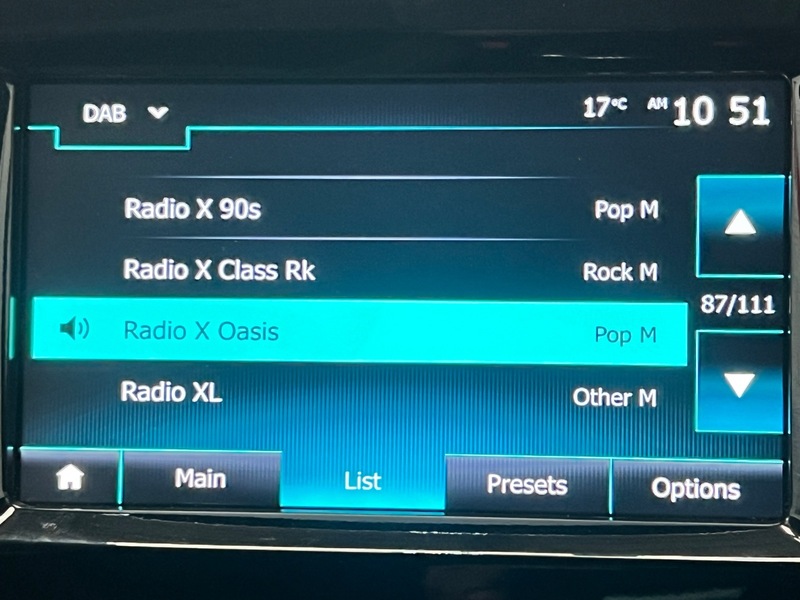 DAB 17°C AM 10 51
Radio X 90s Pop M
Radio X Class Rk Rock M
87/111
Radio X Oasis Pop M
Radio XL Other M
Main List Presets Options